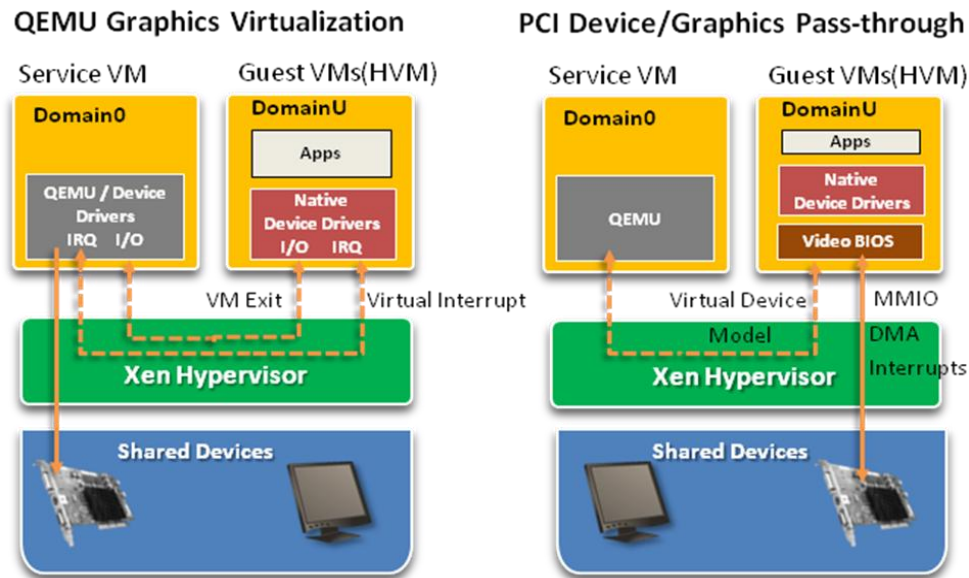 QEMU Graphics Virtualization
Service VM
Guest VMs(HVM)
Domain0
QEMU / Device
Drivers
IRQ I/O
DomainU
Apps
Native
Device Drivers
I/O IRQ
VM Exit
Virtual Interrupt
Xen Hypervisor
Shared Devices
PCI Device/Graphics Pass-through
Service VM
Guest VMs(HVM)
Domain0
QEMU
DomainU
Apps
Native
Device Drivers
Video BIOS
Virtual Device
Model
MMIO
DMA
Interrupts
Xen Hypervisor
Shared Devices